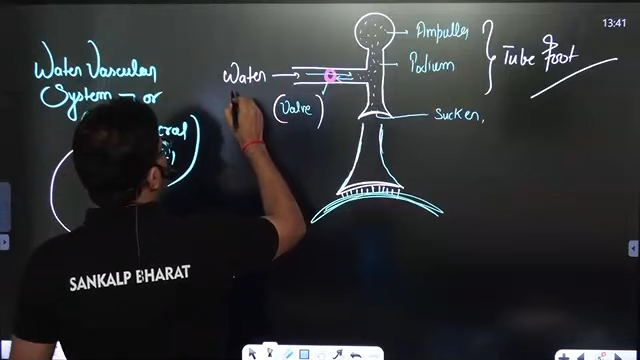 13:41
Water Vascular
System → or
Water →
(Valve)
Ampulla
Podium
Tube Foot
Sucker,
SANKALP BHARAT